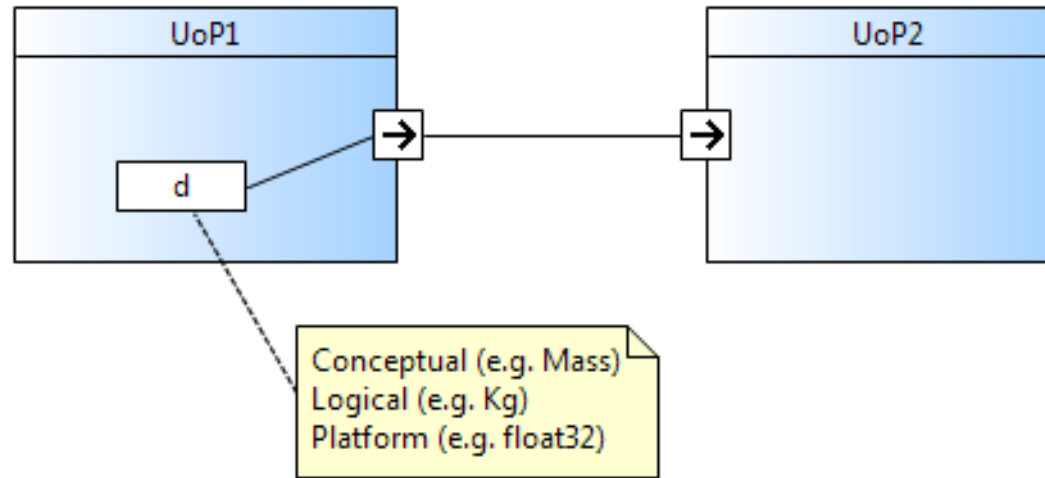 UoP1
UoP2
d
Conceptual (e.g. Mass)
Logical (e.g. Kg)
Platform (e.g. float32)